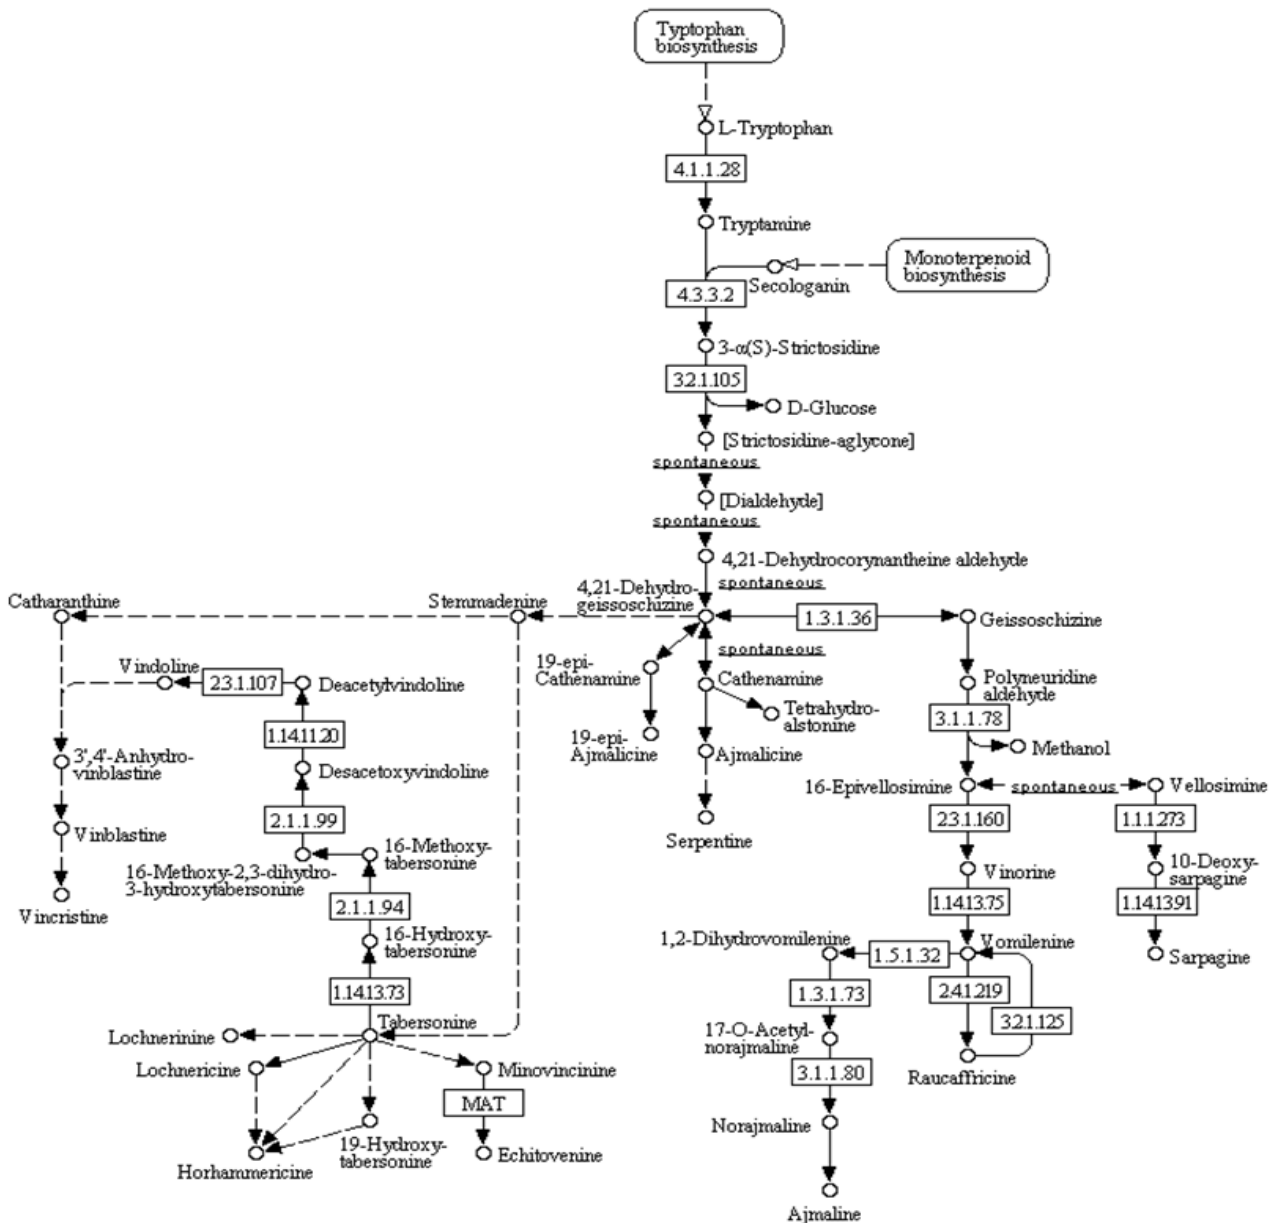 Typtophan
biosynthesis
L-Tryptophan
4.1.1.28
Tryptamine
Monoterpenoid
biosynthesis
Secologanin
4.3.3.2
3-α(S)-Strictosidine
3.2.1.105
D-Glucose
[Strictosidine-aglycone]
spontaneous
[Dialdehyde]
spontaneous
4,21-Dehydrocorynantheine aldehyde
spontaneous
4,21-Dehydro-
geissoschizine
Catharanthine
Stemmadenine
1.3.1.36
Geissoschizine
spontaneous
19-epi-
Cathenamine
Cathenamine
Polyneuridine
aldehyde
Vindoline
2.3.1.107
Deacetylvindoline
Tetrahydro-
alstonine
3.1.1.78
1.14.11.20
19-epi-
Ajmalicine
Ajmalicine
Methanol
3',4'-Anhydro-
vinblastine
Desacetoxyvindoline
16-Epivellosimine
spontaneous
Vellosimine
2.1.1.99
2.3.1.160
1.1.1.273
Vinblastine
Serpentine
16-Methoxy-2,3-dihydro-
3-hydroxytabersonine
16-Methoxy-
tabersonine
Vinorine
10-Deoxy-
sarpagine
Vincristine
2.1.1.94
1.14.13.75
1.14.13.91
16-Hydroxy-
tabersonine
1,2-Dihydrovomilenine
1.5.1.32
Vomilenine
Sarpagine
1.14.13.73
1.3.1.73
2.4.1.219
3.2.1.125
Lochnerinine
Tabersonine
17-O-Acetyl-
norajmaline
Lochnericine
Minovincinine
3.1.1.80
Raucaffricine
MAT
Norajmaline
19-Hydroxy-
tabersonine
Echitovenine
Horhammericine
Ajmaline